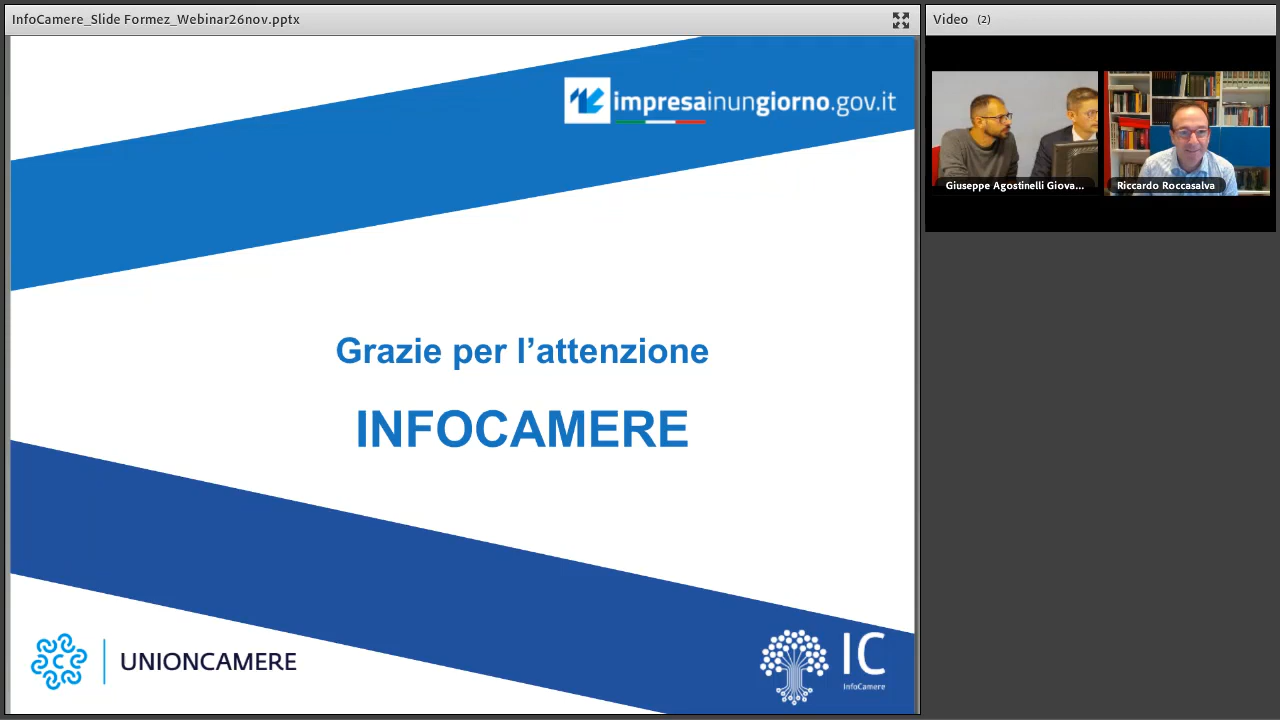 InfoCamere_Slide Formez_Webinar26nov.pptx
Video (2)
impresainungiorno.gov.it
Giuseppe Agostinelli Giova...
Riccardo Roccasalva
Grazie per l’attenzione
INFOCAMERE
UNIONCAMERE
IC
InfoCamere